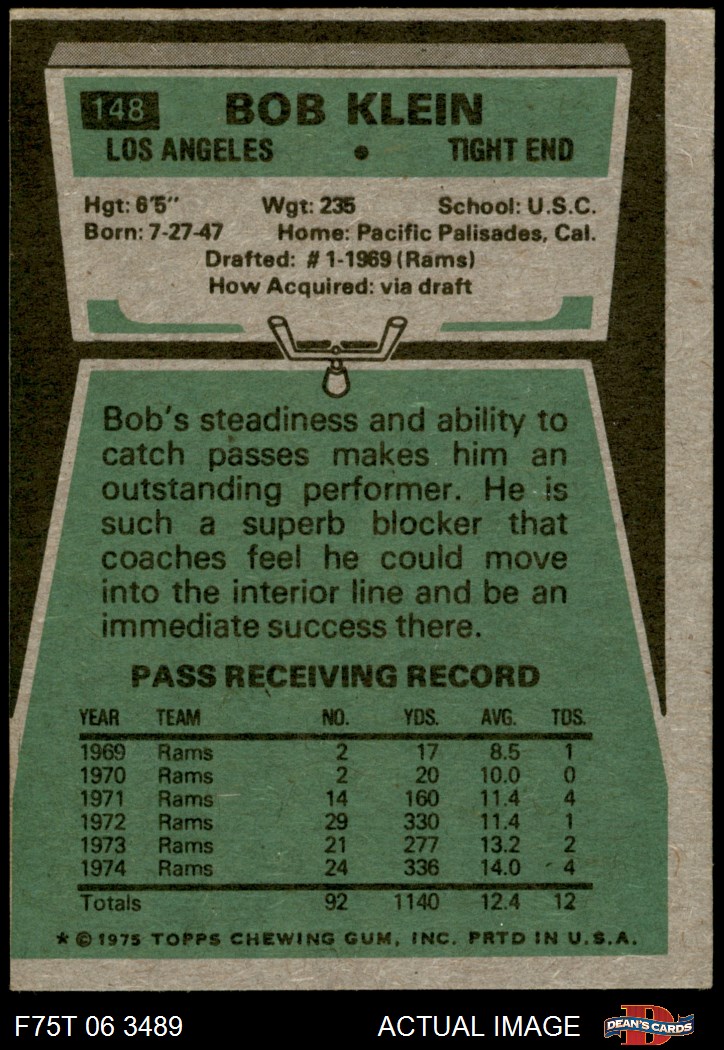 148 BOB KLEIN
LOS ANGELES • TIGHT END
Hgt: 6'5" Wgt: 235 School: U.S.C.
Born: 7-27-47 Home: Pacific Palisades, Cal.
Drafted: #1-1969 (Rams)
How Acquired: via draft
Bob's steadiness and ability to
catch passes makes him an
outstanding performer. He is
such a superb blocker that
coaches feel he could move
into the interior line and be an
immediate success there.
PASS RECEIVING RECORD
YEAR TEAM NO. YDS. AVG. TDS.
1969 Rams 2 17 8.5 1
1970 Rams 2 20 10.0 0
1971 Rams 14 160 11.4 4
1972 Rams 29 330 11.4 1
1973 Rams 21 277 13.2 2
1974 Rams 24 336 14.0 4
Totals 92 1140 12.4 12
* © 1975 TOPPS CHEWING GUM, INC. PRTD IN U.S.A.
F75T 06 3489 ACTUAL IMAGE D DEAN'S CARDS